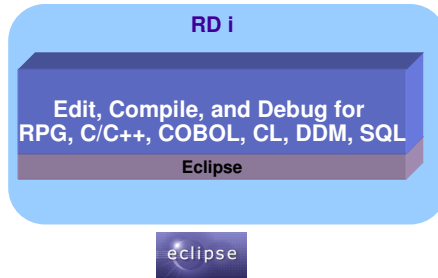 RD i
Edit, Compile, and Debug for
RPG, C/C++, COBOL, CL, DDM, SQL
Eclipse
eclipse